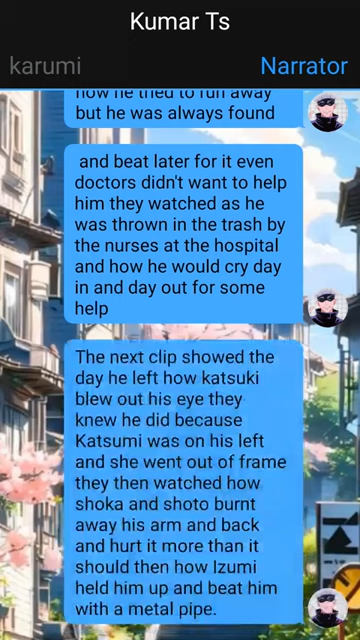 Kumar Ts
karumi
Narrator
how he tried to run away
but he was always found
and beat later for it even
doctors didn't want to help
him they watched as he
was thrown in the trash by
the nurses at the hospital
and how he would cry day
in and day out for some
help
The next clip showed the
day he left how katsuki
blew out his eye they
knew he did because
Katsumi was on his left
and she went out of frame
they then watched how
shoka and shoto burnt
away his arm and back
and hurt it more than it
should then how Izumi
held him up and beat him
with a metal pipe.